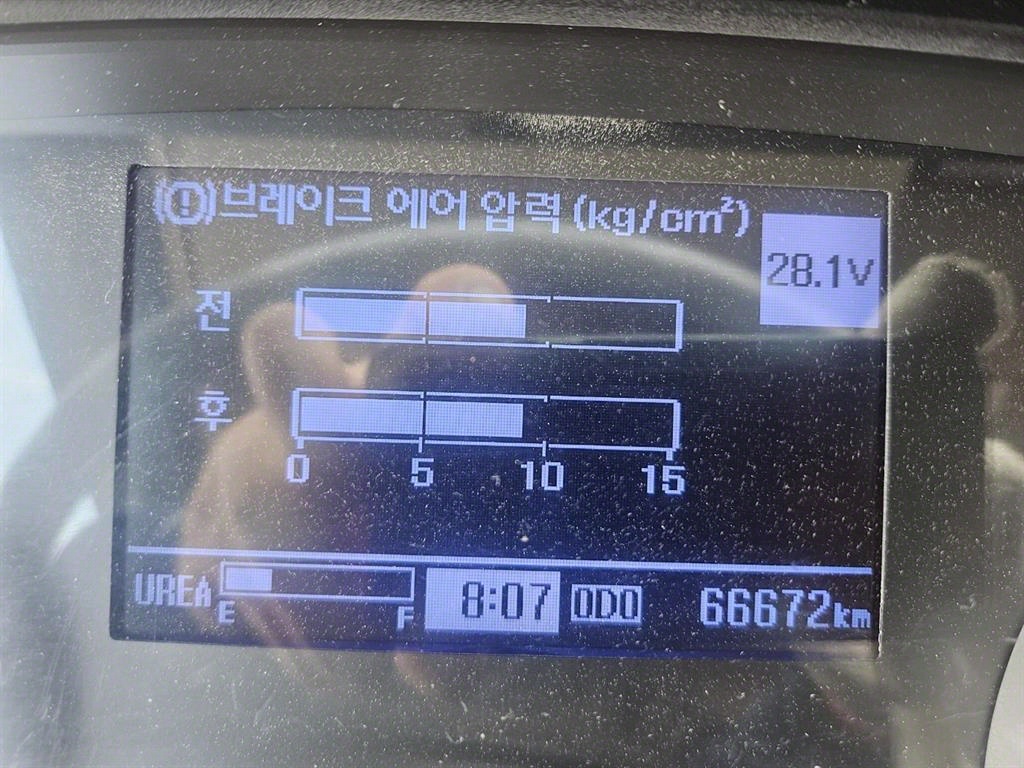 (!) 브레이크 에어 압력 (kg/cm²)
28.1V
전
후
0 5 10 15
UREA E F 8:07 ODO 66672km